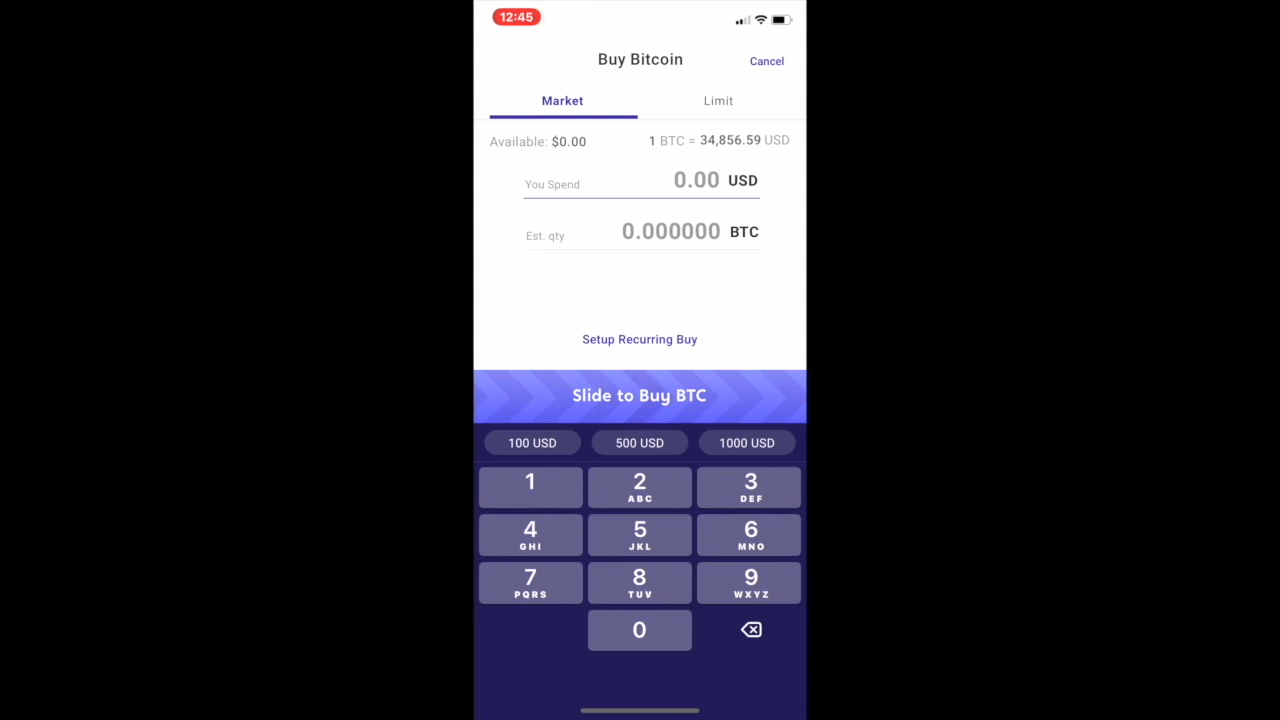 12:45
Buy Bitcoin
Cancel
Market
Limit
Available: $0.00
1 BTC = 34,856.59 USD
You Spend
0.00 USD
Est. qty
0.000000 BTC
Setup Recurring Buy
Slide to Buy BTC
100 USD
500 USD
1000 USD
1
2
ABC
3
DEF
4
GHI
5
JKL
6
MNO
7
PQRS
8
TUV
9
WXYZ
0